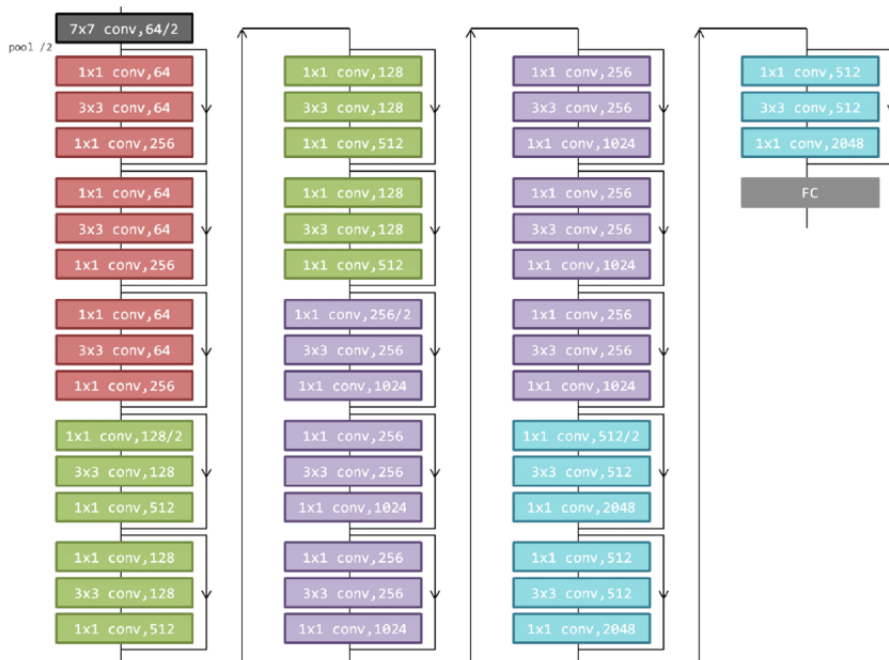 7x7 conv,64/2
pool /2
1x1 conv,64
3x3 conv,64
1x1 conv,256
1x1 conv,64
3x3 conv,64
1x1 conv,256
1x1 conv,64
3x3 conv,64
1x1 conv,256
1x1 conv,128/2
3x3 conv,128
1x1 conv,512
1x1 conv,128
3x3 conv,128
1x1 conv,512
1x1 conv,128
3x3 conv,128
1x1 conv,512
1x1 conv,128
3x3 conv,128
1x1 conv,512
1x1 conv,256/2
3x3 conv,256
1x1 conv,1024
1x1 conv,256
3x3 conv,256
1x1 conv,1024
1x1 conv,256
3x3 conv,256
1x1 conv,1024
1x1 conv,256
3x3 conv,256
1x1 conv,1024
1x1 conv,256
3x3 conv,256
1x1 conv,1024
1x1 conv,256
3x3 conv,256
1x1 conv,1024
1x1 conv,512/2
3x3 conv,512
1x1 conv,2048
1x1 conv,512
3x3 conv,512
1x1 conv,2048
1x1 conv,512
3x3 conv,512
1x1 conv,2048
FC